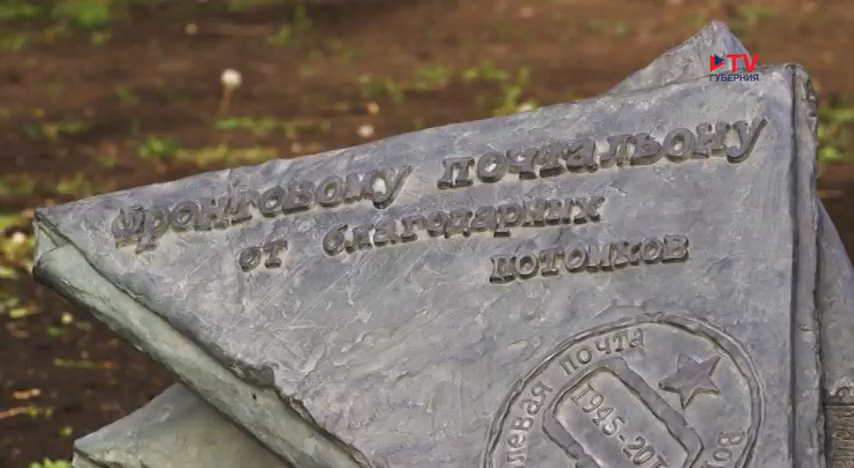 TV
ГУБЕРНИЯ
Фронтовому почтальону
от благодарных
потомков
почта
1945-20